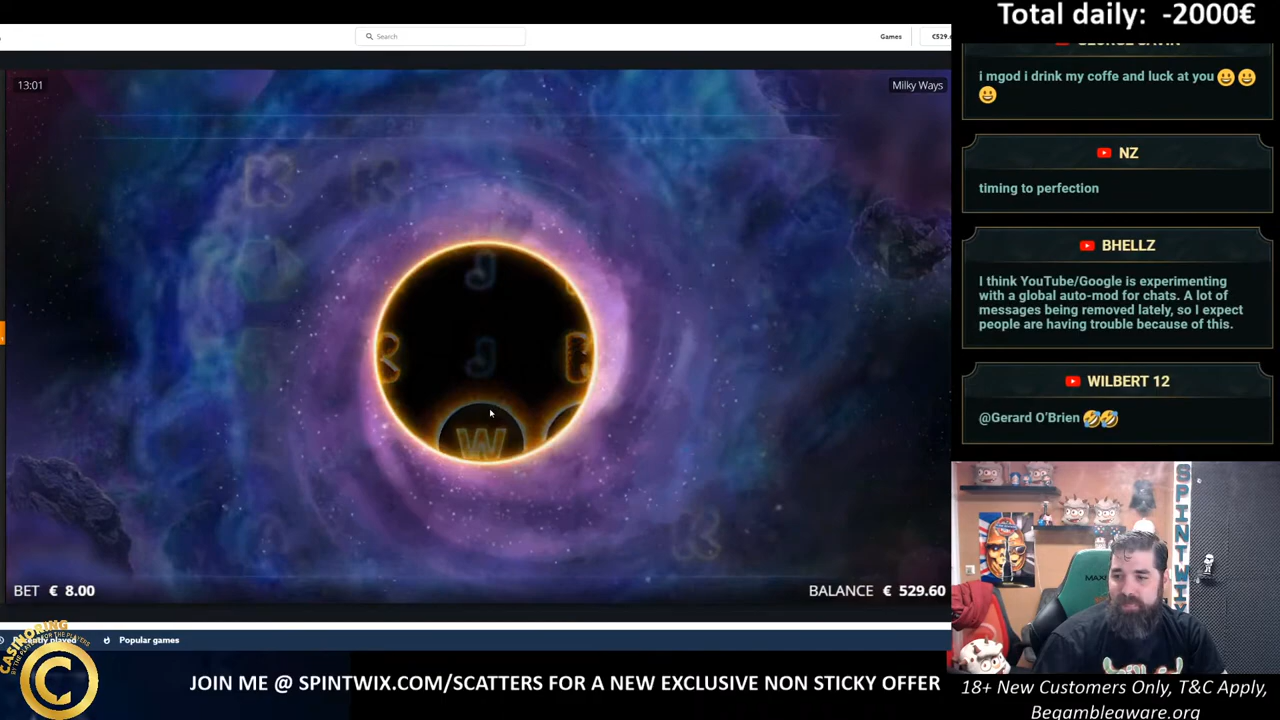 Total daily: -2000€
Search
Games
€529.
13:01
Milky Ways
i mgod i drink my coffe and luck at you
NZ
timing to perfection
BHELLZ
I think YouTube/Google is experimenting
with a global auto-mod for chats. A lot of
messages being removed lately, so I expect
people are having trouble because of this.
WILBERT 12
@Gerard O'Brien
K
K
J
K
J
W
BET € 8.00
BALANCE € 529.60
Popular games
CASINORING
C
SPINTWIX
JOIN ME @ SPINTWIX.COM/SCATTERS FOR A NEW EXCLUSIVE NON STICKY OFFER
18+ New Customers Only, T&C Apply,
Begambleaware.org